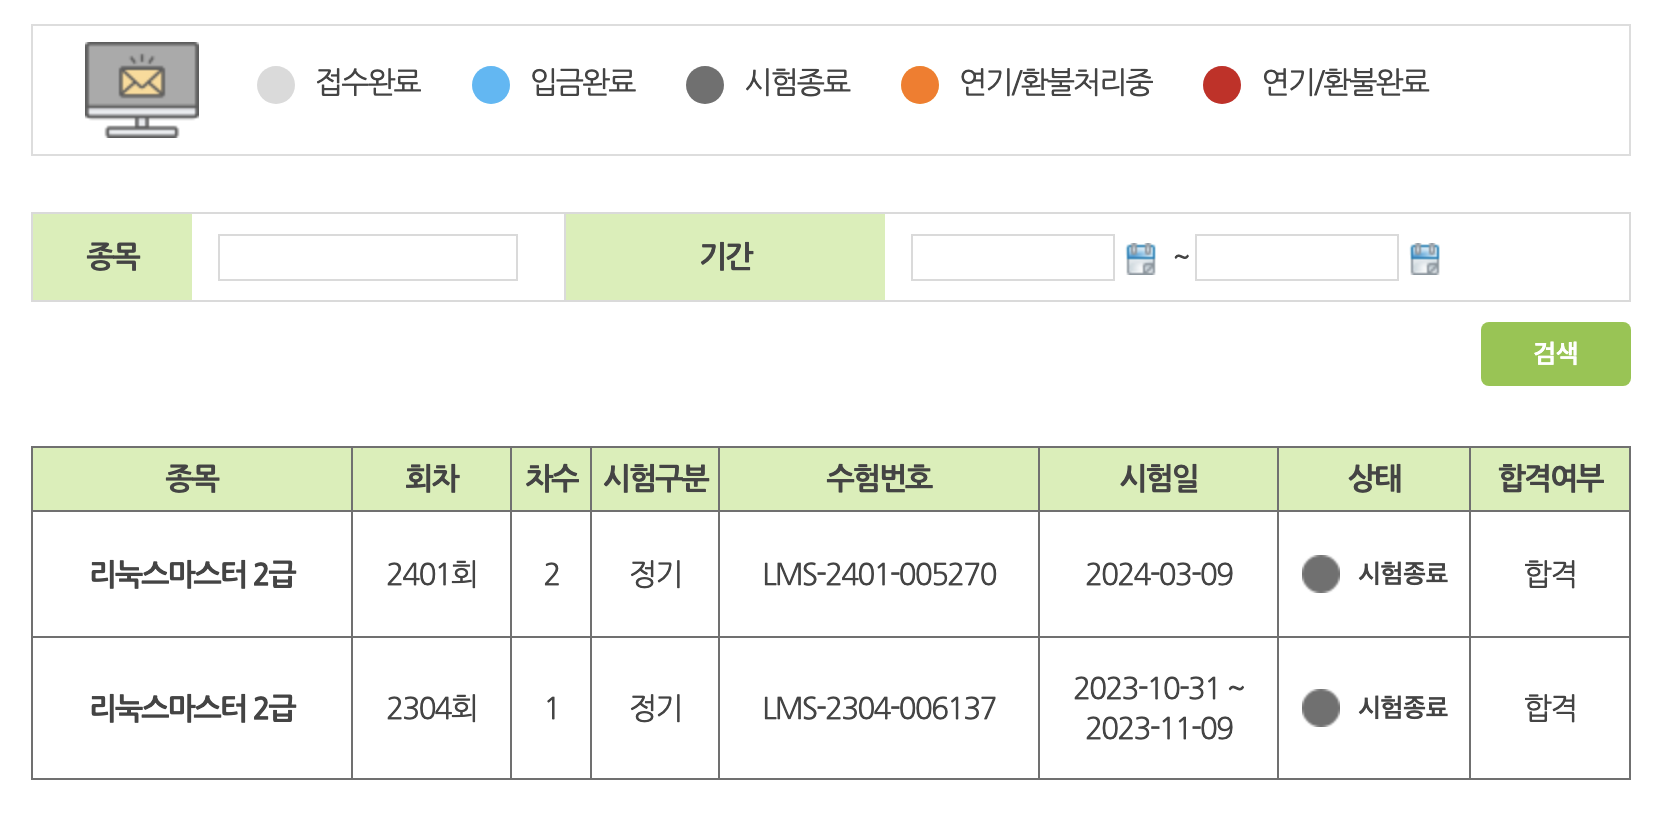 접수완료 입금완료 시험종료 연기/환불처리중 연기/환불완료
종목 기간 ~
검색
종목 회차 차수 시험구분 수험번호 시험일 상태 합격여부
리눅스마스터 2급 2401회 2 정기 LMS-2401-005270 2024-03-09 시험종료 합격
리눅스마스터 2급 2304회 1 정기 LMS-2304-006137 2023-10-31 ~ 2023-11-09 시험종료 합격